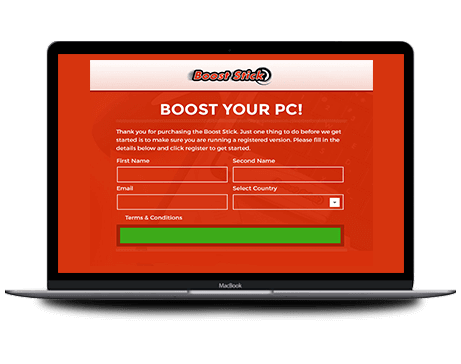 Boost Stick
BOOST YOUR PC!
Thank you for purchasing the Boost Stick. Just one thing to do before we get
started is to make sure you are running a registered version. Please fill in the
details below and click register to get started.
First Name Second Name
Email Select Country
Terms & Conditions
MacBook